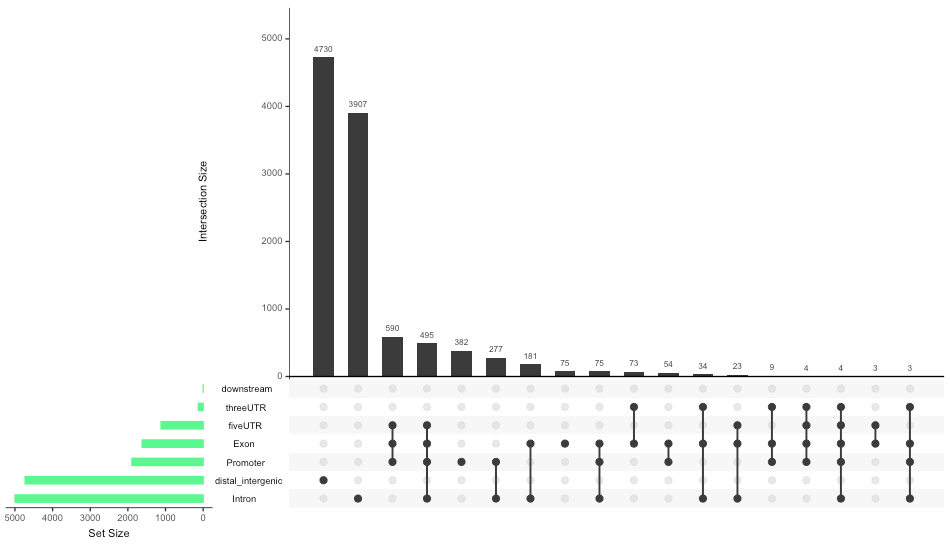 5000
4730
4000
3907
Intersection Size
3000
2000
1000
590
495
382
277
181
75
75
73
54
34
23
9
4
4
3
3
0
downstream
threeUTR
fiveUTR
Exon
Promoter
distal_intergenic
Intron
5000 4000 3000 2000 1000 0
Set Size